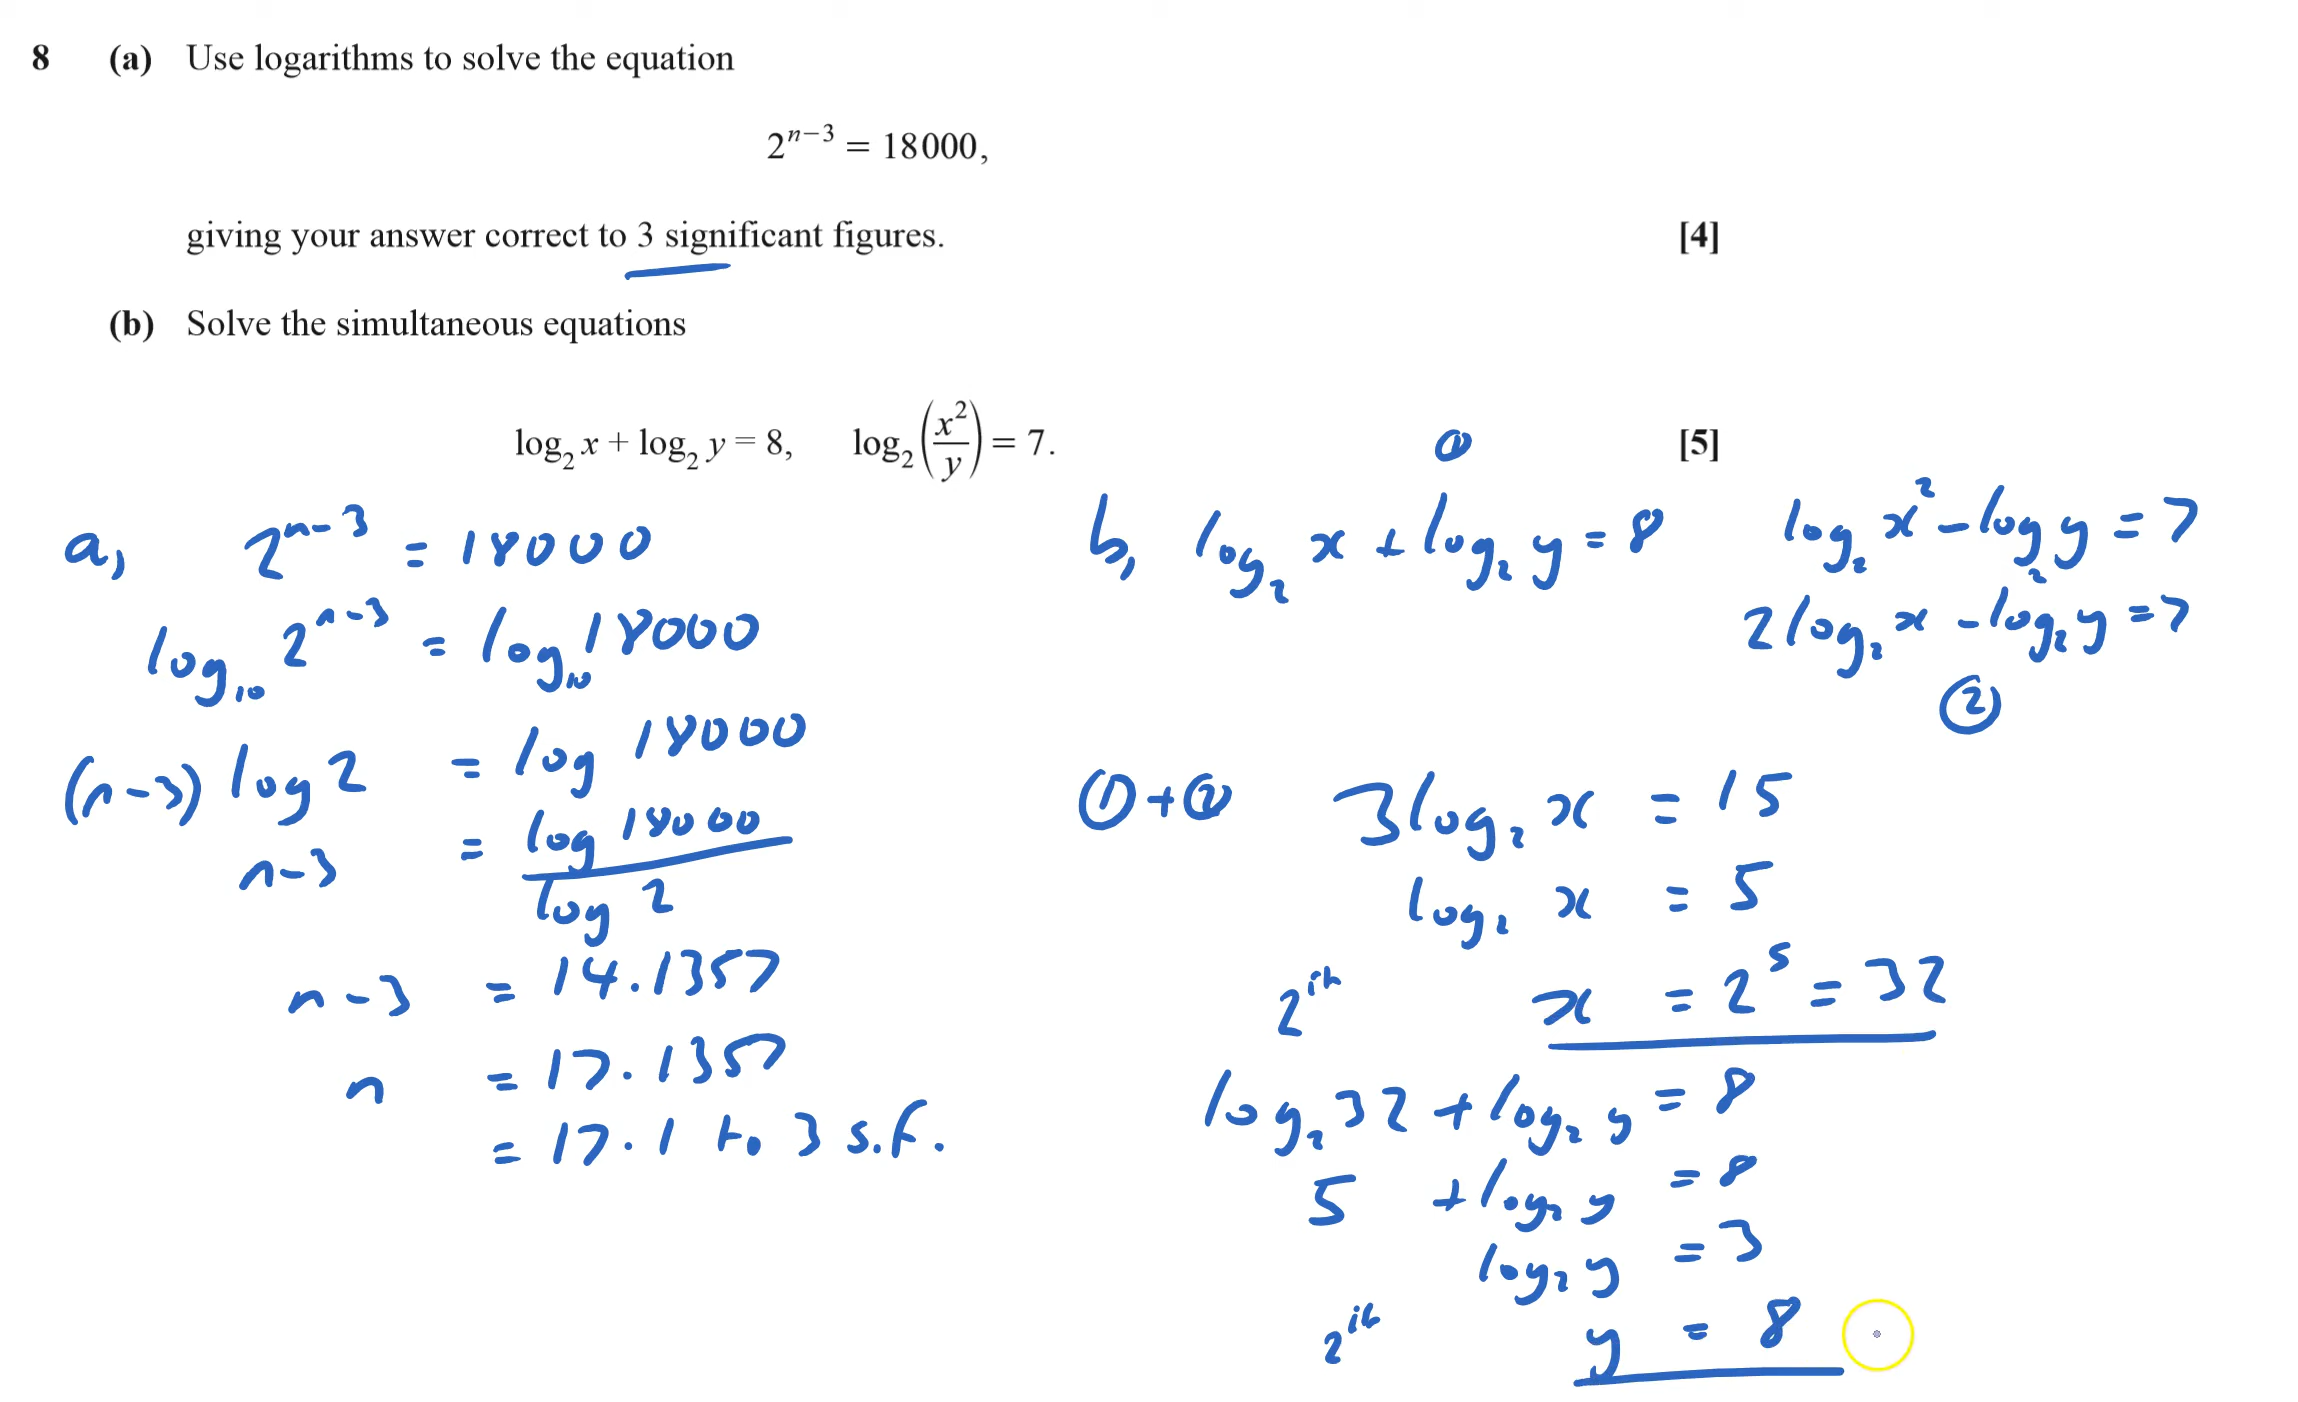 8 (a) Use logarithms to solve the equation
2^{n−3} = 18000,
giving your answer correct to 3 significant figures. [4]
(b) Solve the simultaneous equations
log₂ x + log₂ y = 8, log₂ (x²/y) = 7. [5]
a) 2^{n-3} = 18000
log₁₀ 2^{n-3} = log₁₀ 18000
(n-3) log 2 = log 18000
n-3 = log 18000 / log 2
n-3 = 14.1357
n = 17.1357
= 17.1 to 3 s.f.
①
b) log₂ x + log₂ y = 8
log₂ x² - log₂ y = 7
2 log₂ x - log₂ y = 7
②
① + ② 3 log₂ x = 15
log₂ x = 5
2^{it} x = 2⁵ = 32
log₂ 32 + log₂ y = 8
5 + log₂ y = 8
log₂ y = 3
2^{it} y = 8